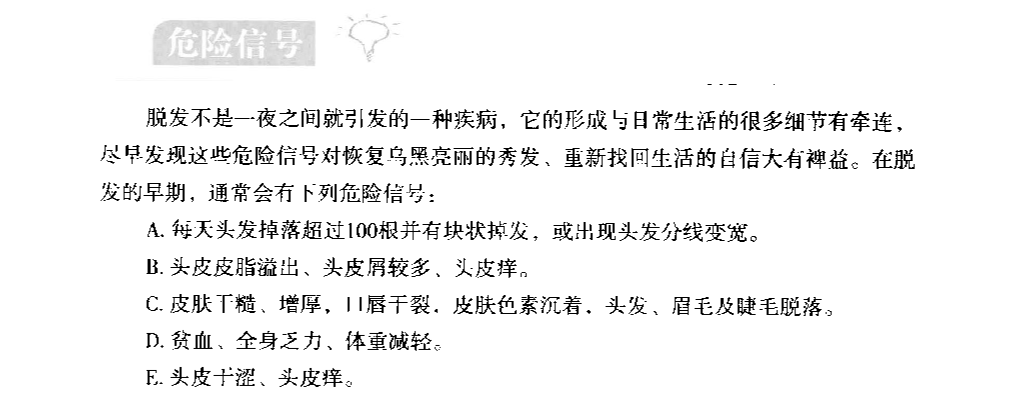 危险信号
脱发不是一夜之间就引发的一种疾病，它的形成与日常生活的很多细节有牵连，
尽早发现这些危险信号对恢复乌黑亮丽的秀发、重新找回生活的自信大有裨益。在脱
发的早期，通常会有下列危险信号：
A. 每天头发掉落超过100根并有块状掉发，或出现头发分线变宽。
B. 头皮皮脂溢出、头皮屑较多、头皮痒。
C. 皮肤干糙、增厚，口唇干裂，皮肤色素沉着，头发、眉毛及睫毛脱落。
D. 贫血、全身乏力、体重减轻。
E. 头皮干涩、头皮痒。